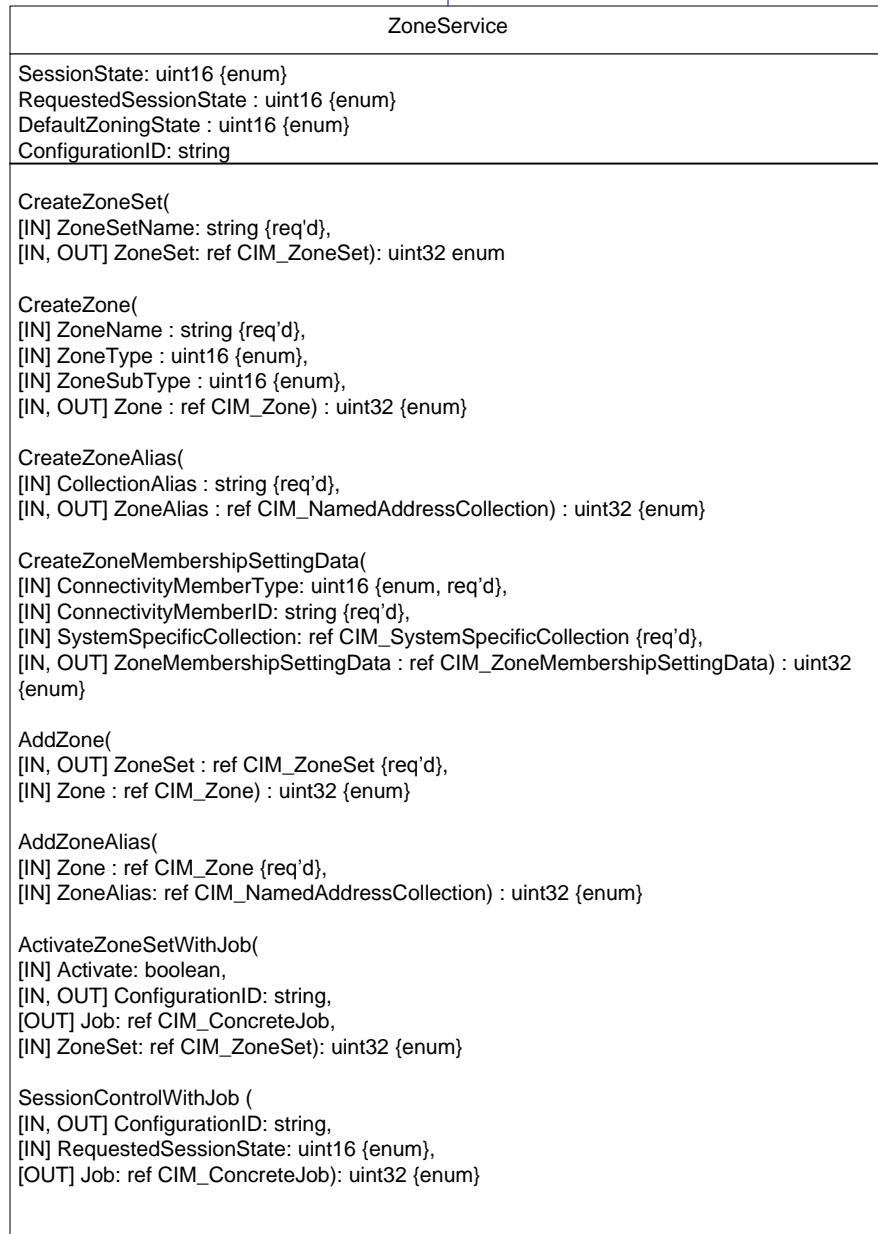 ZoneService
SessionState: uint16 {enum}
RequestedSessionState : uint16 {enum}
DefaultZoningState : uint16 {enum}
ConfigurationID: string
CreateZoneSet(
[IN] ZoneSetName: string {req'd},
[IN, OUT] ZoneSet: ref CIM_ZoneSet): uint32 enum
CreateZone(
[IN] ZoneName : string {req’d},
[IN] ZoneType : uint16 {enum},
[IN] ZoneSubType : uint16 {enum},
[IN, OUT] Zone : ref CIM_Zone) : uint32 {enum}
CreateZoneAlias(
[IN] CollectionAlias : string {req’d},
[IN, OUT] ZoneAlias : ref CIM_NamedAddressCollection) : uint32 {enum}
CreateZoneMembershipSettingData(
[IN] ConnectivityMemberType: uint16 {enum, req’d},
[IN] ConnectivityMemberID: string {req’d},
[IN] SystemSpecificCollection: ref CIM_SystemSpecificCollection {req’d},
[IN, OUT] ZoneMembershipSettingData : ref CIM_ZoneMembershipSettingData) : uint32
{enum}
AddZone(
[IN, OUT] ZoneSet : ref CIM_ZoneSet {req’d},
[IN] Zone : ref CIM_Zone) : uint32 {enum}
AddZoneAlias(
[IN] Zone : ref CIM_Zone {req’d},
[IN] ZoneAlias: ref CIM_NamedAddressCollection) : uint32 {enum}
ActivateZoneSetWithJob(
[IN] Activate: boolean,
[IN, OUT] ConfigurationID: string,
[OUT] Job: ref CIM_ConcreteJob,
[IN] ZoneSet: ref CIM_ZoneSet): uint32 {enum}
SessionControlWithJob (
[IN, OUT] ConfigurationID: string,
[IN] RequestedSessionState: uint16 {enum},
[OUT] Job: ref CIM_ConcreteJob): uint32 {enum}